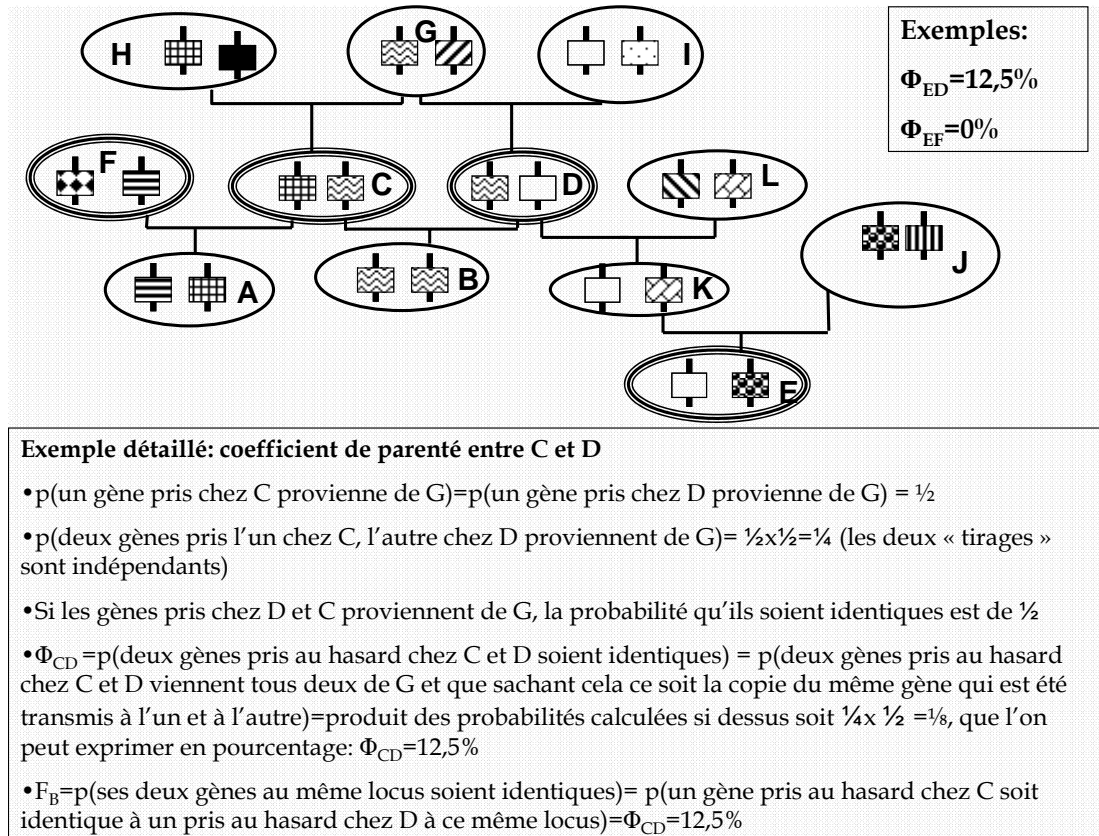 H
G
I
Exemples:
Φ_ED=12,5%
Φ_EF=0%
F
C
D
L
J
A
B
K
E
Exemple détaillé: coefficient de parenté entre C et D
•p(un gène pris chez C provienne de G)=p(un gène pris chez D provienne de G) = ½
•p(deux gènes pris l’un chez C, l’autre chez D proviennent de G)= ½x½=¼ (les deux « tirages »
sont indépendants)
•Si les gènes pris chez D et C proviennent de G, la probabilité qu’ils soient identiques est de ½
•Φ_CD =p(deux gènes pris au hasard chez C et D soient identiques) = p(deux gènes pris au hasard
chez C et D viennent tous deux de G et que sachant cela ce soit la copie du même gène qui est été
transmis à l’un et à l’autre)=produit des probabilités calculées si dessus soit ¼x ½ =⅛, que l’on
peut exprimer en pourcentage: Φ_CD=12,5%
•F_B=p(ses deux gènes au même locus soient identiques)= p(un gène pris au hasard chez C soit
identique à un pris au hasard chez D à ce même locus)=Φ_CD=12,5%